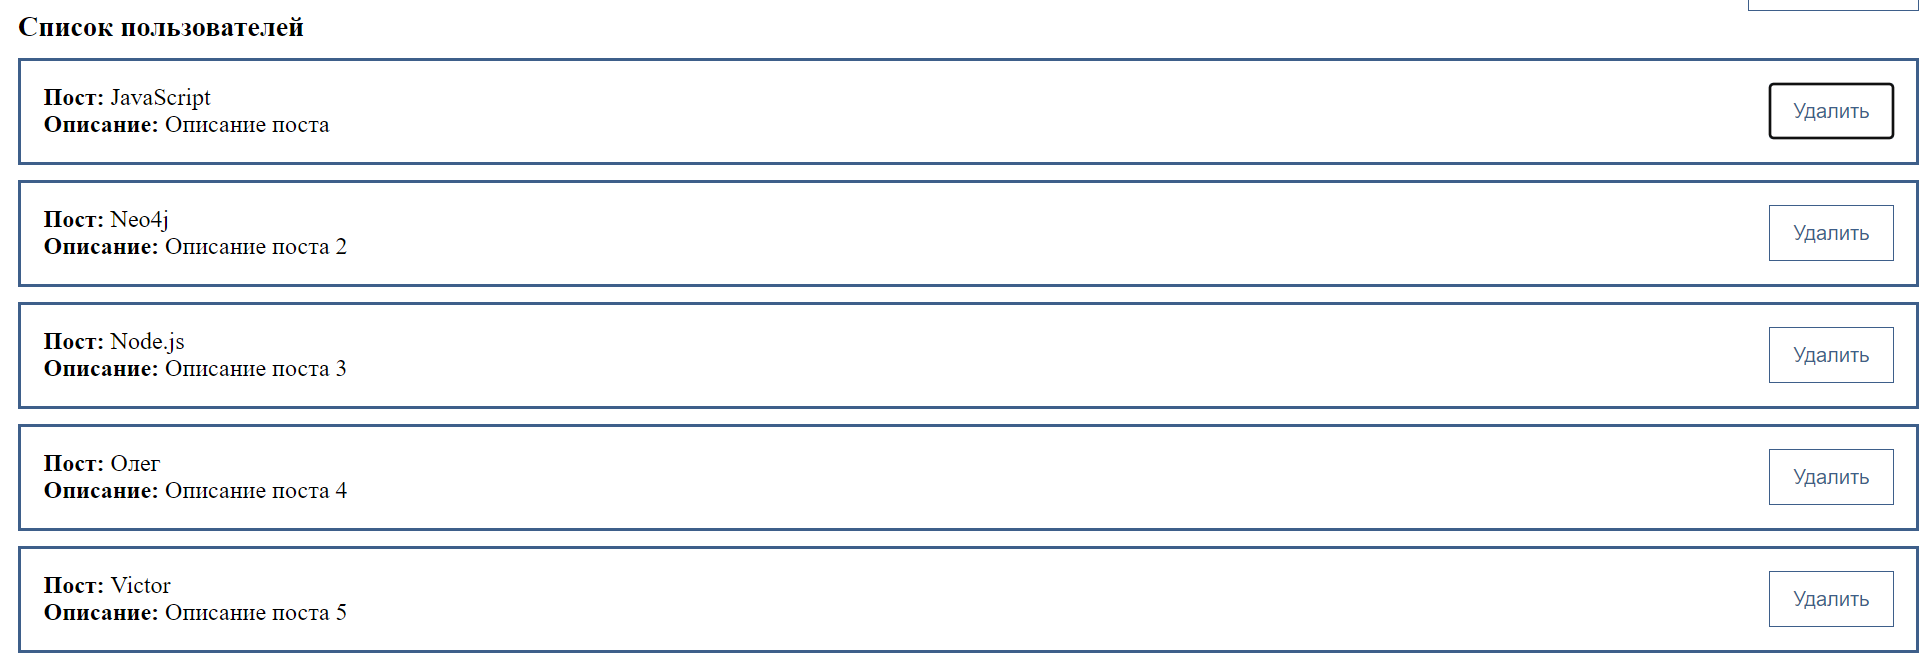 Список пользователей
Пост: JavaScript
Описание: Описание поста
Удалить
Пост: Neo4j
Описание: Описание поста 2
Удалить
Пост: Node.js
Описание: Описание поста 3
Удалить
Пост: Олег
Описание: Описание поста 4
Удалить
Пост: Victor
Описание: Описание поста 5
Удалить